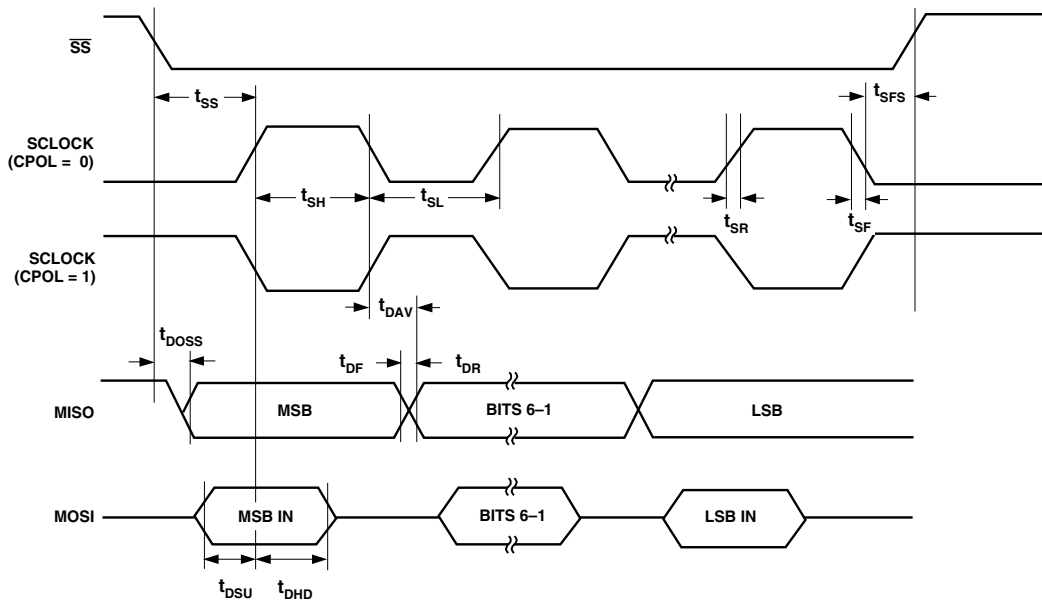 SS
tSS
tSFS
SCLOCK
(CPOL = 0)
tSH
tSL
tSR
tSF
SCLOCK
(CPOL = 1)
tDAV
tDOSS
tDF
tDR
MISO
MSB
BITS 6–1
LSB
MOSI
MSB IN
BITS 6–1
LSB IN
tDSU
tDHD